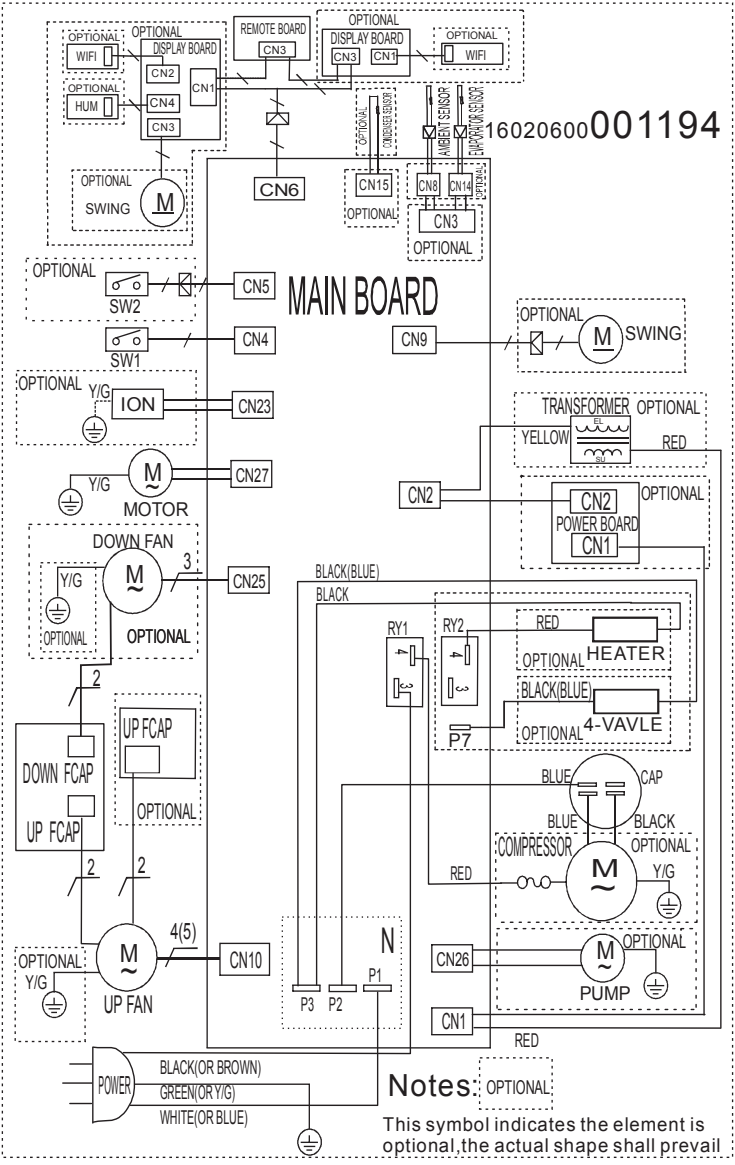 OPTIONAL
WIFI
OPTIONAL
HUM
OPTIONAL
DISPLAY BOARD
CN2
CN1
CN4
CN3
OPTIONAL
SWING
M
REMOTE BOARD
CN3
OPTIONAL
DISPLAY BOARD
CN3
CN1
OPTIONAL
WIFI
CN6
OPTIONAL
CONDENSER SENSOR
CN15
OPTIONAL
AMBIENT SENSOR
EVAPORATOR SENSOR
CN8
CN14
OPTIONAL
CN3
OPTIONAL
16020600001194
OPTIONAL
SW2
CN5
MAIN BOARD
SW1
CN4
CN9
OPTIONAL
M
SWING
OPTIONAL
Y/G
ION
CN23
TRANSFORMER
OPTIONAL
EL
YELLOW
SU
RED
Y/G
M
~
MOTOR
CN27
CN2
CN2
POWER BOARD
CN1
OPTIONAL
DOWN FAN
Y/G
OPTIONAL
M
~
3
CN25
OPTIONAL
BLACK(BLUE)
BLACK
RY1
4
3
RY2
4
3
RED
HEATER
OPTIONAL
BLACK(BLUE)
4-VAVLE
OPTIONAL
P7
2
DOWN FCAP
UP FCAP
UP FCAP
OPTIONAL
2
2
BLUE
CAP
BLUE
BLACK
COMPRESSOR
OPTIONAL
RED
M
~
Y/G
OPTIONAL
Y/G
M
~
UP FAN
4(5)
CN10
N
P3
P2
P1
CN26
M
~
OPTIONAL
PUMP
CN1
RED
POWER
BLACK(OR BROWN)
GREEN(OR Y/G)
WHITE(OR BLUE)
Notes: OPTIONAL
This symbol indicates the element is
optional,the actual shape shall prevail